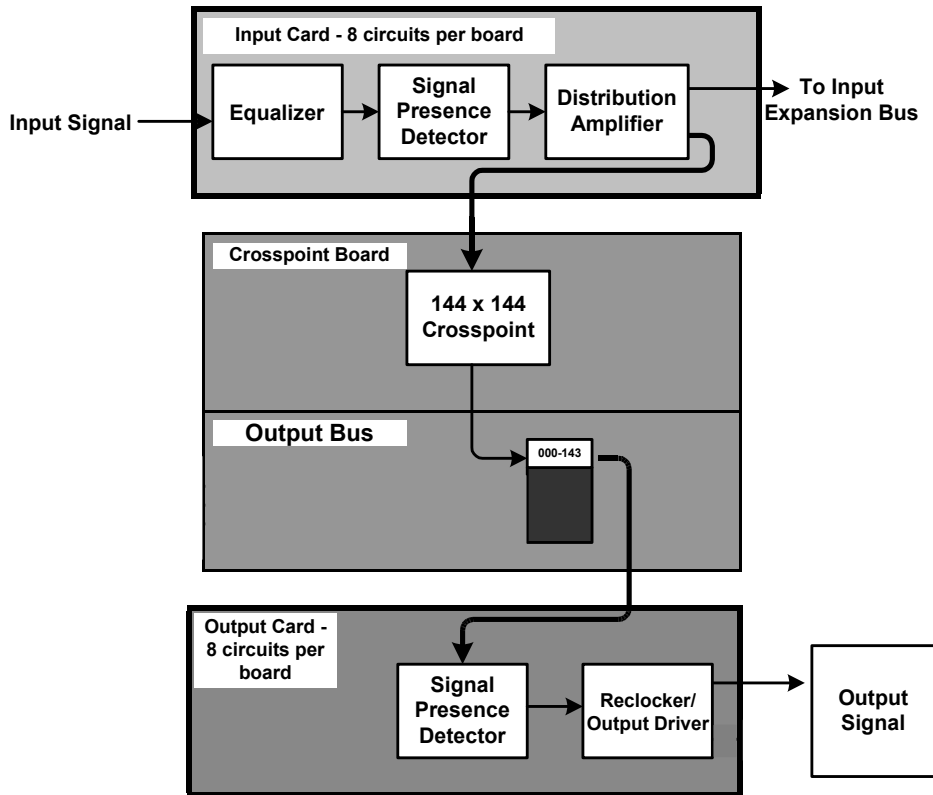 Input Card - 8 circuits per board
Input Signal
Equalizer
Signal
Presence
Detector
Distribution
Amplifier
To Input
Expansion Bus
Crosspoint Board
144 x 144
Crosspoint
Output Bus
000-143
Output Card -
8 circuits per
board
Signal
Presence
Detector
Reclocker/
Output Driver
Output
Signal